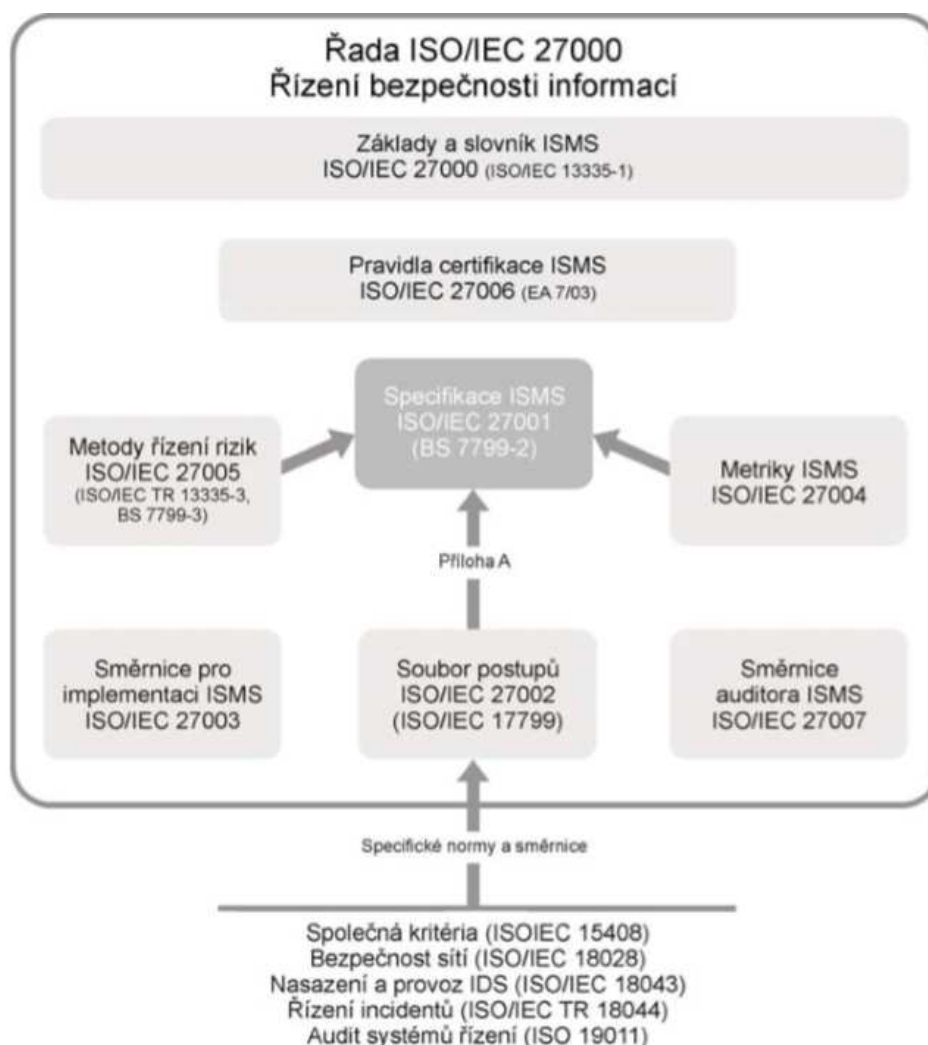 Řada ISO/IEC 27000
Řízení bezpečnosti informací
Základy a slovník ISMS
ISO/IEC 27000 (ISO/IEC 13335-1)
Pravidla certifikace ISMS
ISO/IEC 27006 (EA 7/03)
Specifikace ISMS
ISO/IEC 27001
(BS 7799-2)
Metody řízení rizik
ISO/IEC 27005
(ISO/IEC TR 13335-3,
BS 7799-3)
Metriky ISMS
ISO/IEC 27004
Příloha A
Směrnice pro
implementaci ISMS
ISO/IEC 27003
Soubor postupů
ISO/IEC 27002
(ISO/IEC 17799)
Směrnice
auditora ISMS
ISO/IEC 27007
Specifické normy a směrnice
Společná kritéria (ISOIEC 15408)
Bezpečnost sítí (ISO/IEC 18028)
Nasazení a provoz IDS (ISO/IEC 18043)
Řízení incidentů (ISO/IEC TR 18044)
Audit systémů řízení (ISO 19011)